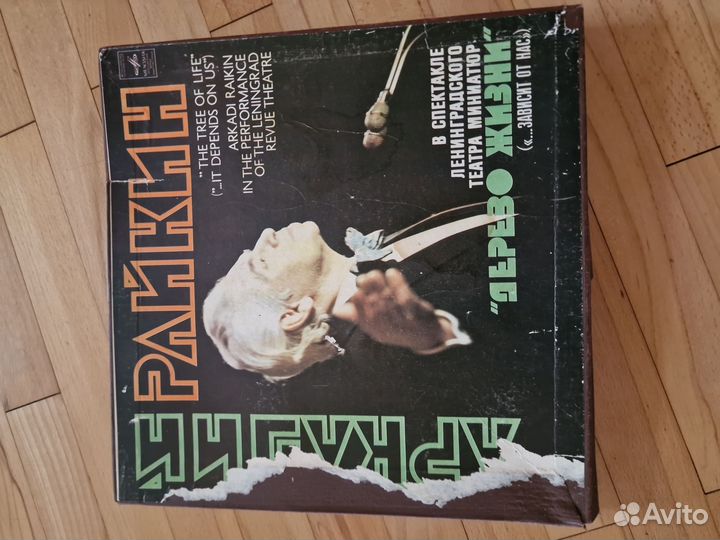 АРКАДИЙ
РАЙКИН
"THE TREE OF LIFE"
("...IT DEPENDS ON US")
ARKADI RAIKIN
IN THE PERFORMANCE
OF THE LENINGRAD
REVUE THEATRE
В СПЕКТАКЛЕ
ЛЕНИНГРАДСКОГО
ТЕАТРА МИНИАТЮР
"ДЕРЕВО ЖИЗНИ"
(«...ЗАВИСИТ ОТ НАС»)
Avito